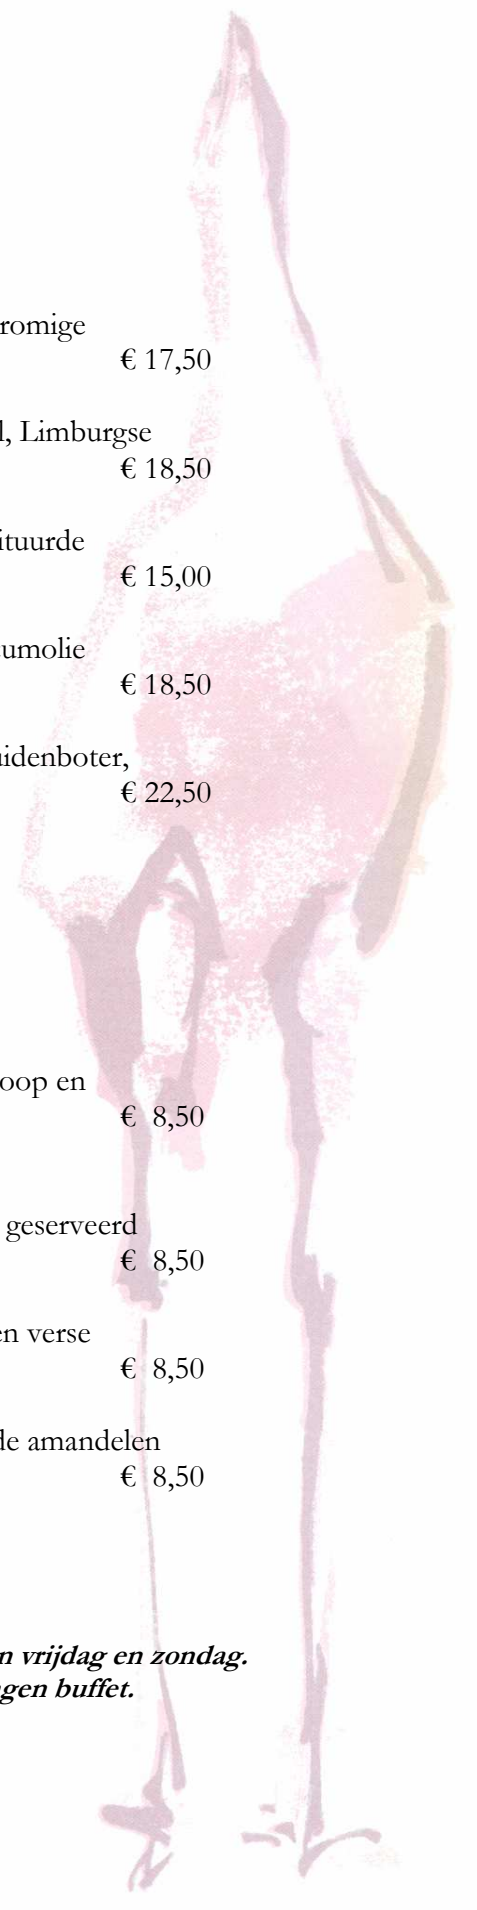 romige
€ 17,50
l, Limburgse
€ 18,50
ituurde
€ 15,00
umolie
€ 18,50
uidenboter,
€ 22,50
oop en
€ 8,50
geserveerd
€ 8,50
en verse
€ 8,50
de amandelen
€ 8,50
n vrijdag en zondag.
gen buffet.